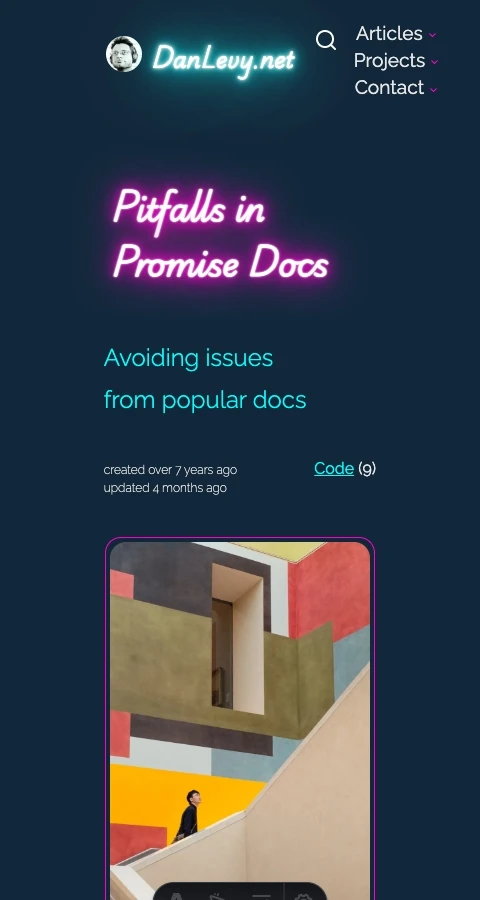 DanLevy.net
Articles
Projects
Contact
Pitfalls in
Promise Docs
Avoiding issues
from popular docs
created over 7 years ago
updated 4 months ago
Code (9)